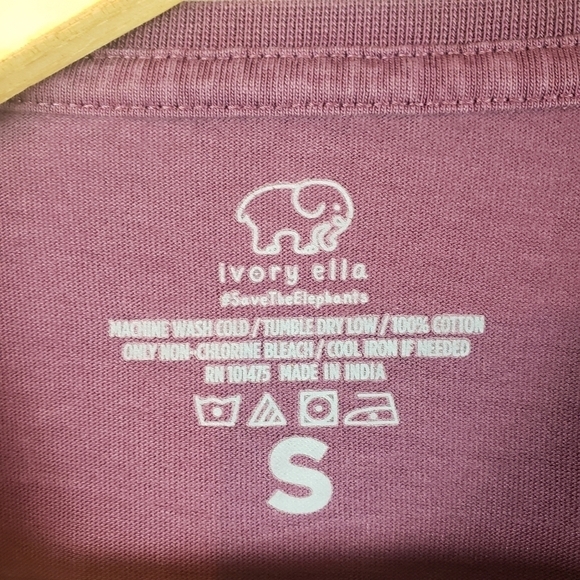 ivory ella
#SaveTheElephants
MACHINE WASH COLD / TUMBLE DRY LOW / 100% COTTON
ONLY NON-CHLORINE BLEACH / COOL IRON IF NEEDED
RN 101475 MADE IN INDIA
S